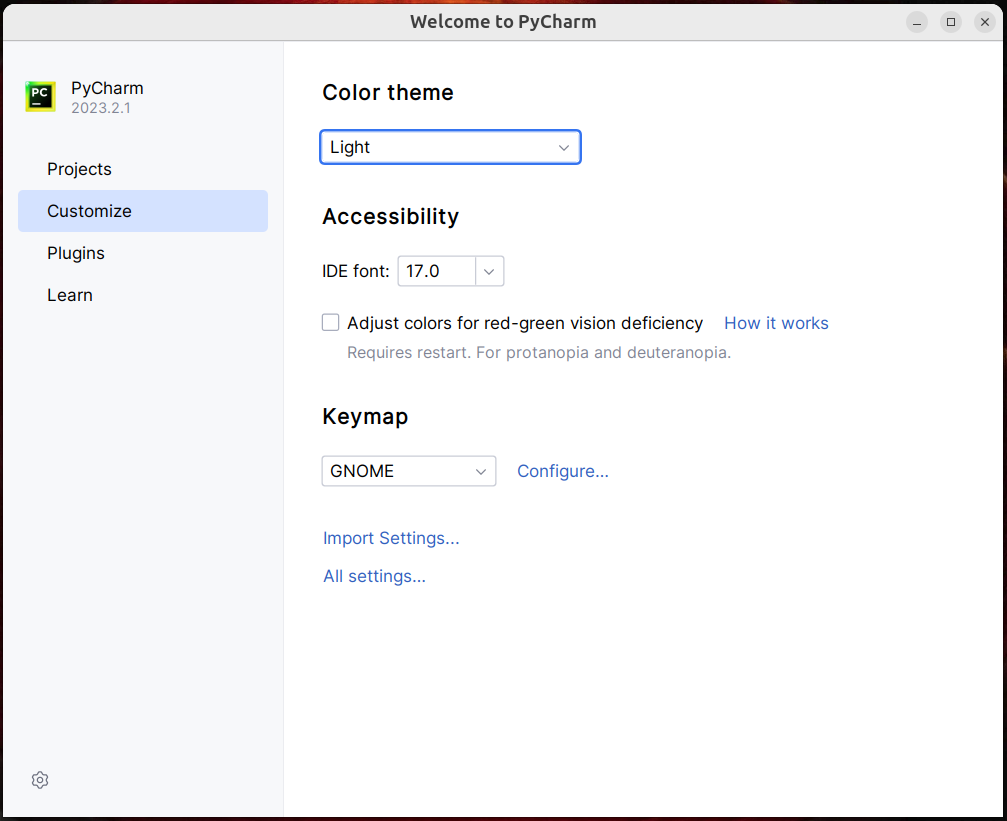 Welcome to PyCharm
PC
PyCharm
2023.2.1
Projects
Customize
Plugins
Learn
Color theme
Light
Accessibility
IDE font: 17.0
Adjust colors for red-green vision deficiency How it works
Requires restart. For protanopia and deuteranopia.
Keymap
GNOME Configure...
Import Settings...
All settings...